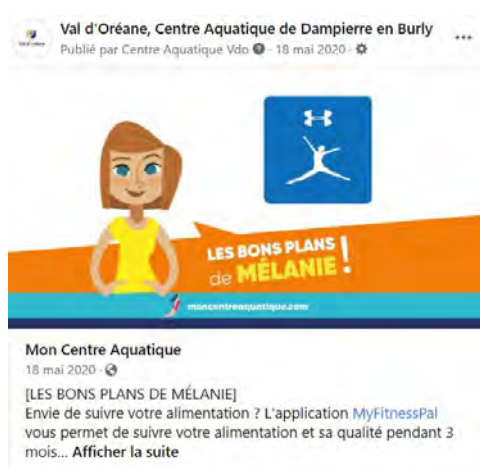 Val d'Oréane, Centre Aquatique de Dampierre en Burly
Publié par Centre Aquatique Vdo · 18 mai 2020 ·
LES BONS PLANS
de MÉLANIE !
moncentreaquatique.com
Mon Centre Aquatique
18 mai 2020 ·
[LES BONS PLANS DE MÉLANIE]
Envie de suivre votre alimentation ? L'application MyFitnessPal
vous permet de suivre votre alimentation et sa qualité pendant 3
mois... Afficher la suite